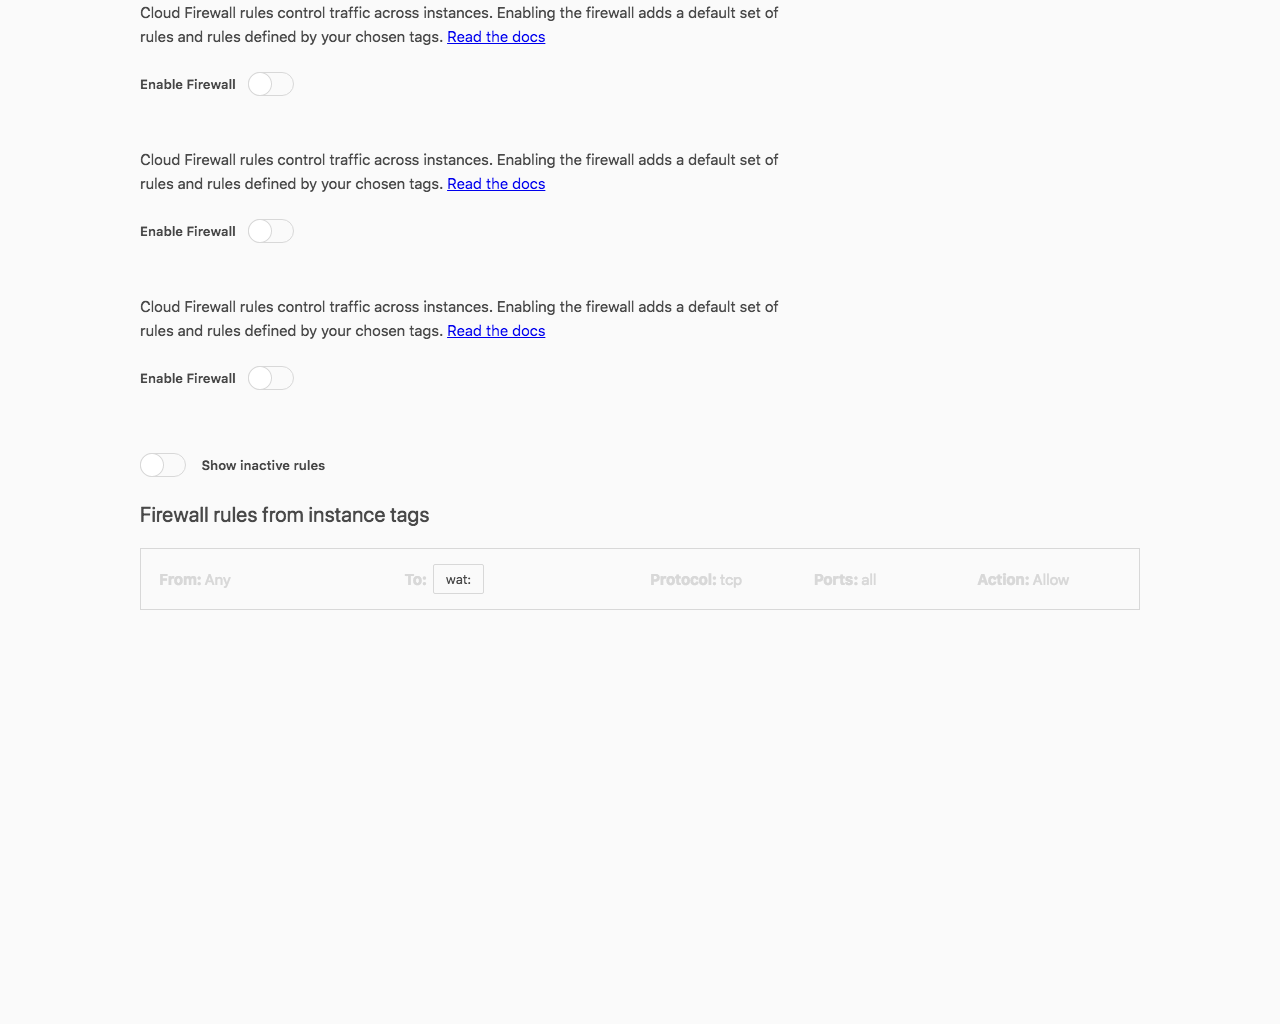 Cloud Firewall rules control traffic across instances. Enabling the firewall adds a default set of
rules and rules defined by your chosen tags. Read the docs
Enable Firewall
Cloud Firewall rules control traffic across instances. Enabling the firewall adds a default set of
rules and rules defined by your chosen tags. Read the docs
Enable Firewall
Cloud Firewall rules control traffic across instances. Enabling the firewall adds a default set of
rules and rules defined by your chosen tags. Read the docs
Enable Firewall
Show inactive rules
Firewall rules from instance tags
From: Any To: wat: Protocol: tcp Ports: all Action: Allow